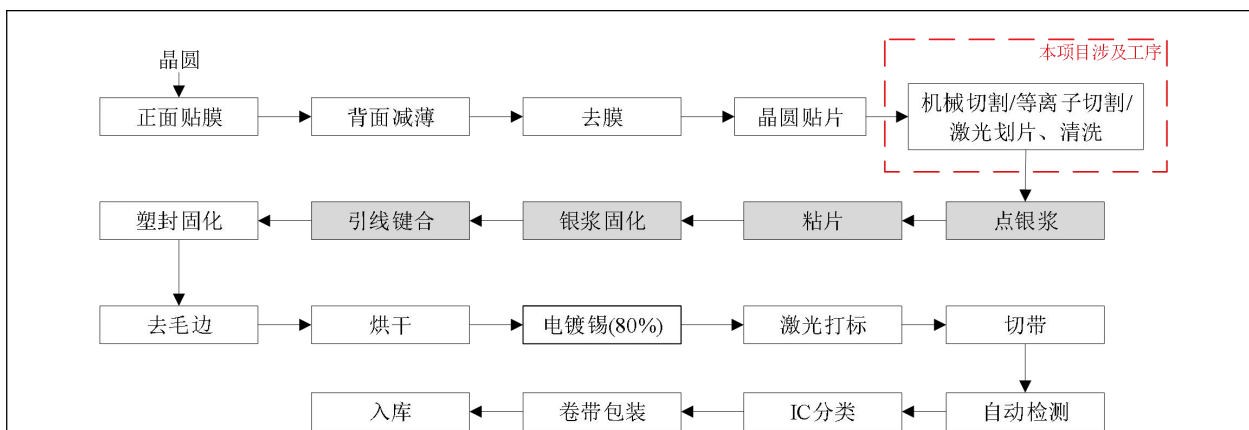 本项目涉及工序
晶圆
正面贴膜
背面减薄
去膜
晶圆贴片
机械切割/等离子切割/
激光划片、清洗
塑封固化
引线键合
银浆固化
粘片
点银浆
去毛边
烘干
电镀锡(80%)
激光打标
切带
入库
卷带包装
IC分类
自动检测